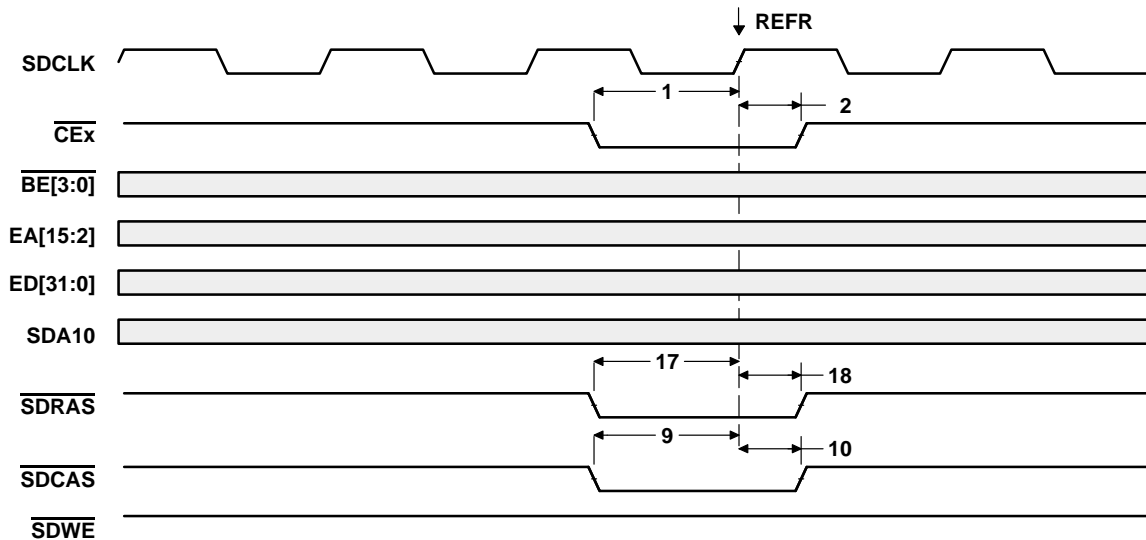 REFR
SDCLK
1
2
CEx
BE[3:0]
EA[15:2]
ED[31:0]
SDA10
17
18
SDRAS
9
10
SDCAS
SDWE